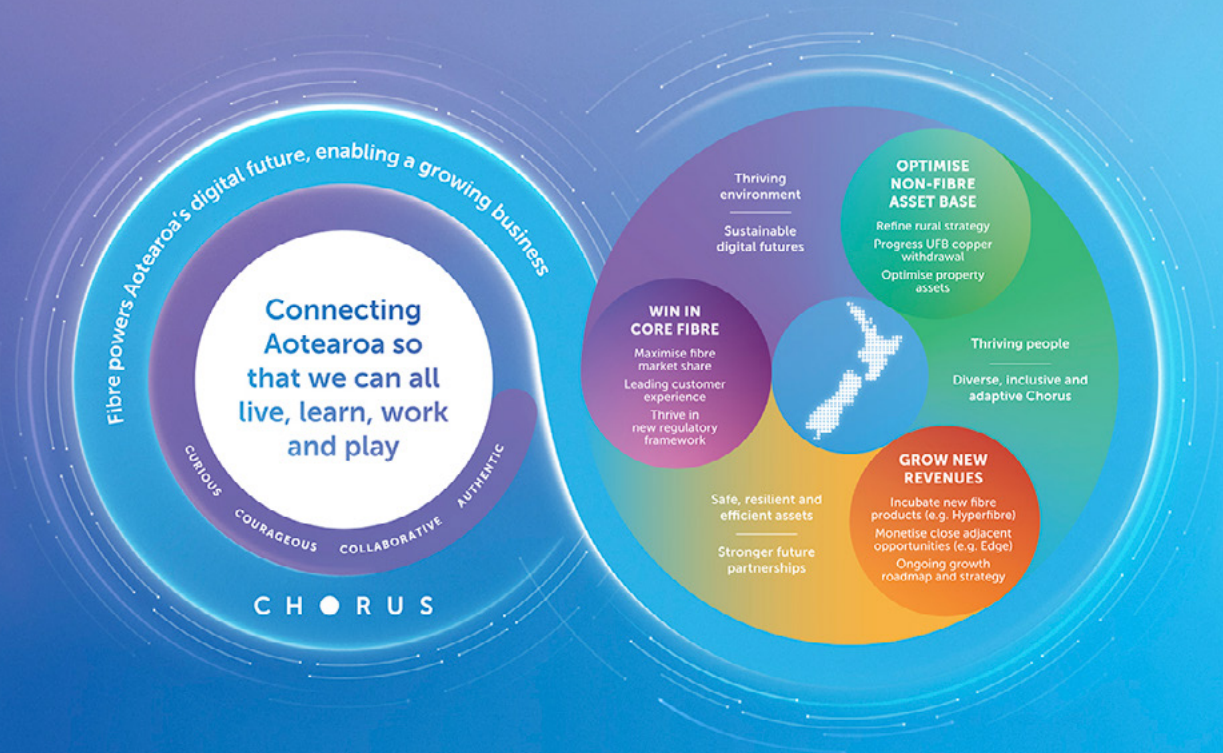 Fibre powers Aotearoa's digital future, enabling a growing business
Connecting
Aotearoa so
that we can all
live, learn, work
and play
CURIOUS
COURAGEOUS
COLLABORATIVE
AUTHENTIC
CHORUS
Thriving
environment
Sustainable
digital futures
OPTIMISE
NON-FIBRE
ASSET BASE
Refine rural strategy
Progress UFB copper
withdrawal
Optimise property
assets
WIN IN
CORE FIBRE
Maximise fibre
market share
Leading customer
experience
Thrive in
new regulatory
framework
Thriving people
Diverse, inclusive and
adaptive Chorus
Safe, resilient and
efficient assets
Stronger future
partnerships
GROW NEW
REVENUES
Incubate new fibre
products (e.g. Hyperfibre)
Monetise close adjacent
opportunities (e.g. Edge)
Ongoing growth
roadmap and strategy